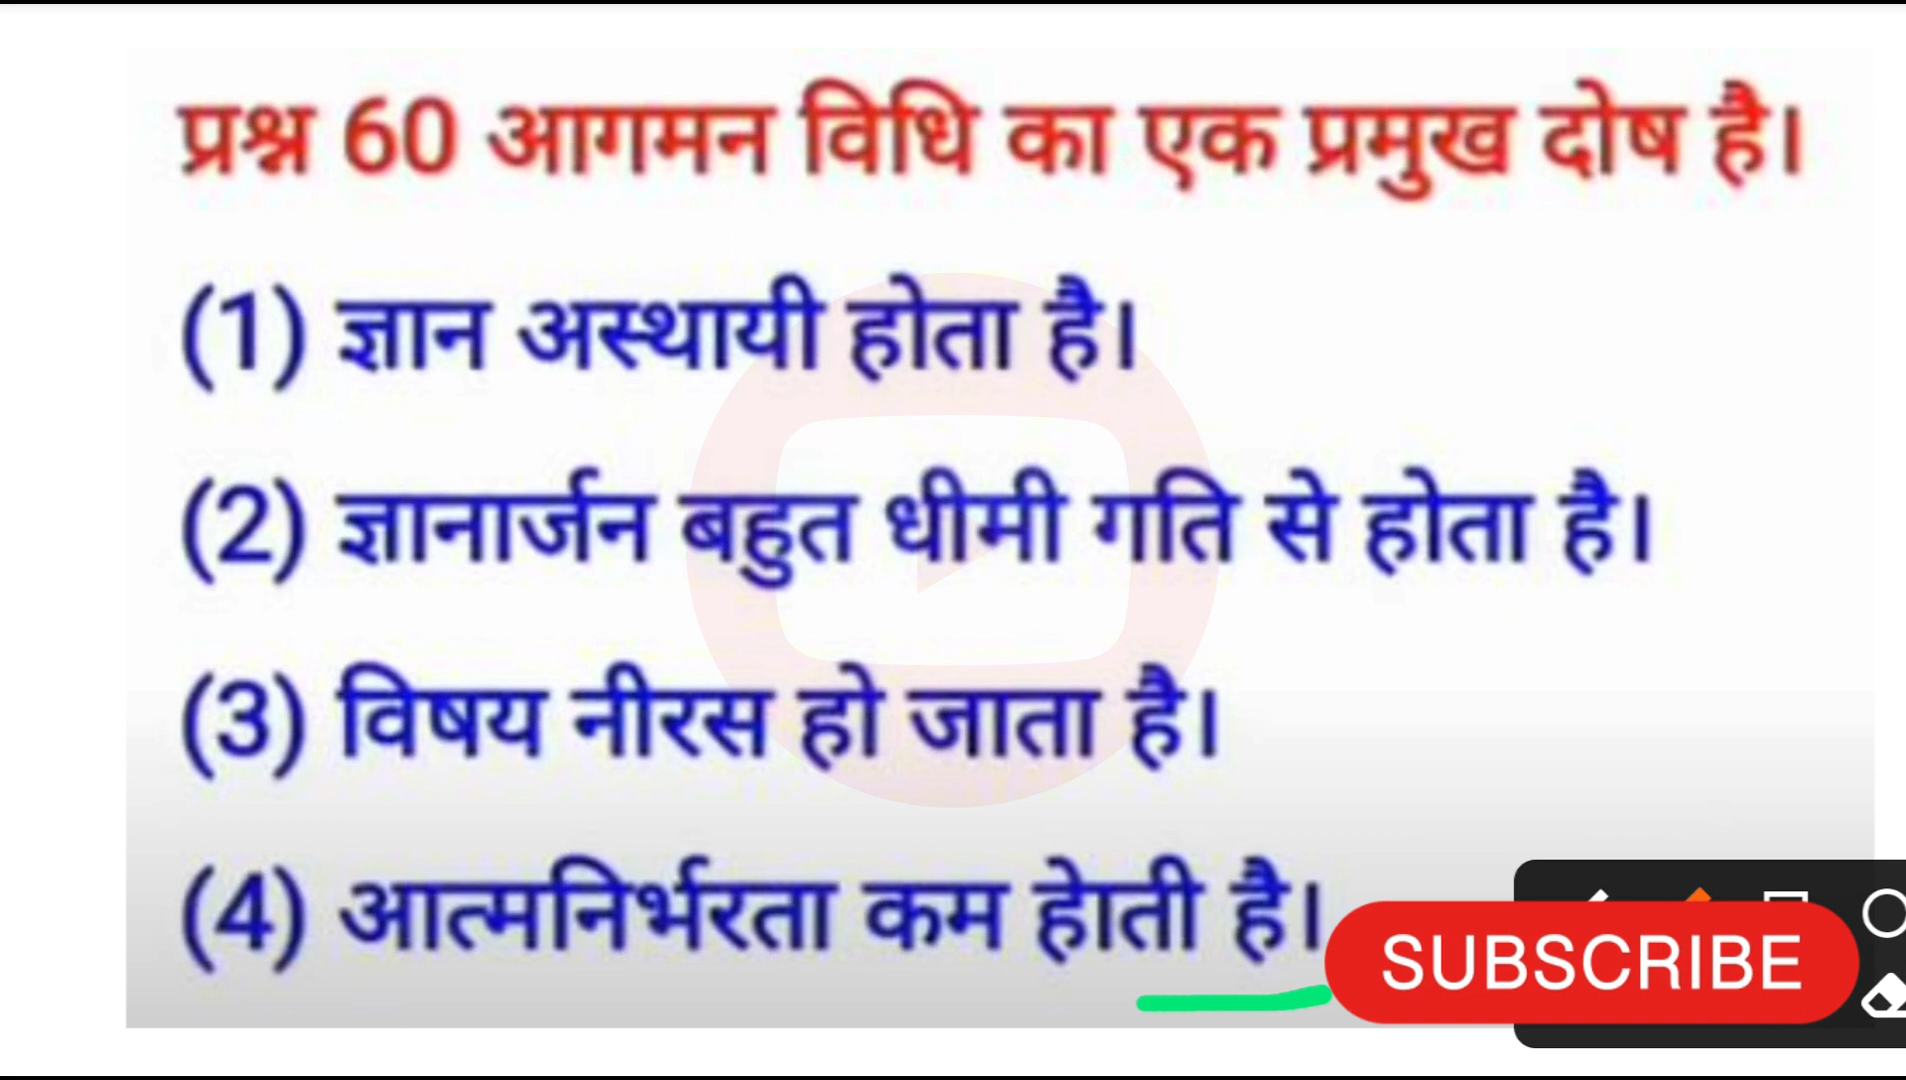 प्रश्न 60 आगमन विधि का एक प्रमुख दोष है।
(1) ज्ञान अस्थायी होता है।
(2) ज्ञानार्जन बहुत धीमी गति से होता है।
(3) विषय नीरस हो जाता है।
(4) आत्मनिर्भरता कम हेाती है।
SUBSCRIBE